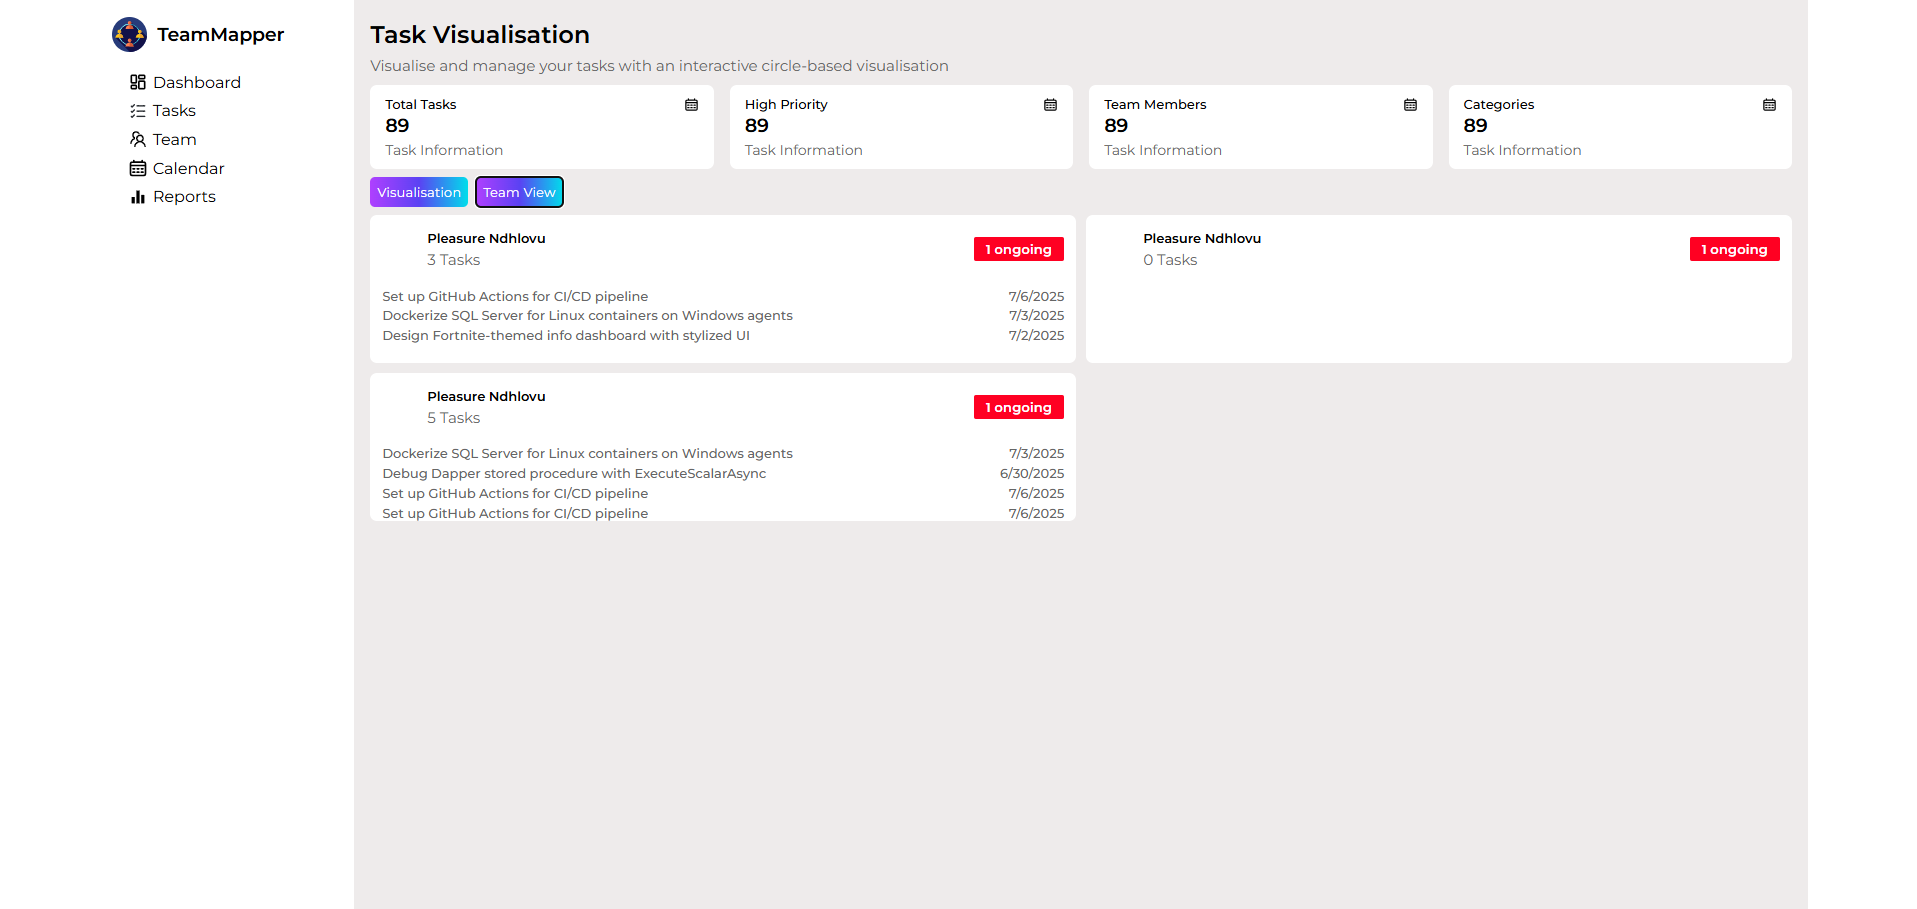 TeamMapper
Dashboard
Tasks
Team
Calendar
Reports
Task Visualisation
Visualise and manage your tasks with an interactive circle-based visualisation
Total Tasks
89
Task Information
High Priority
89
Task Information
Team Members
89
Task Information
Categories
89
Task Information
Visualisation
Team View
Pleasure Ndhlovu
3 Tasks
1 ongoing
Set up GitHub Actions for CI/CD pipeline 7/6/2025
Dockerize SQL Server for Linux containers on Windows agents 7/3/2025
Design Fortnite-themed info dashboard with stylized UI 7/2/2025
Pleasure Ndhlovu
0 Tasks
1 ongoing
Pleasure Ndhlovu
5 Tasks
1 ongoing
Dockerize SQL Server for Linux containers on Windows agents 7/3/2025
Debug Dapper stored procedure with ExecuteScalarAsync 6/30/2025
Set up GitHub Actions for CI/CD pipeline 7/6/2025
Set up GitHub Actions for CI/CD pipeline 7/6/2025